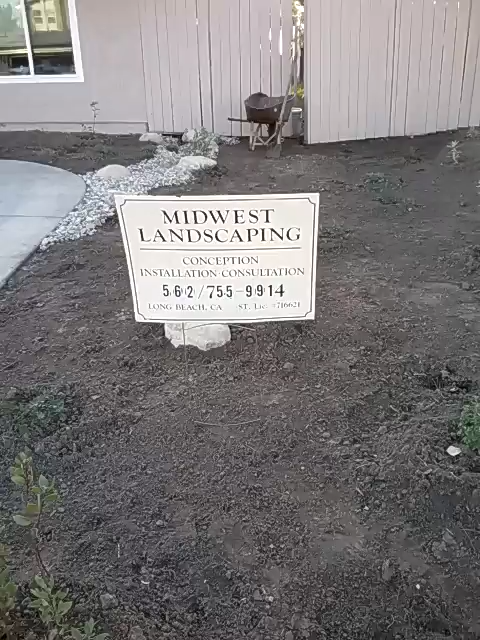 MIDWEST
LANDSCAPING
CONCEPTION
INSTALLATION·CONSULTATION
562/755-9914
LONG BEACH, CA ST. Lic. #716621